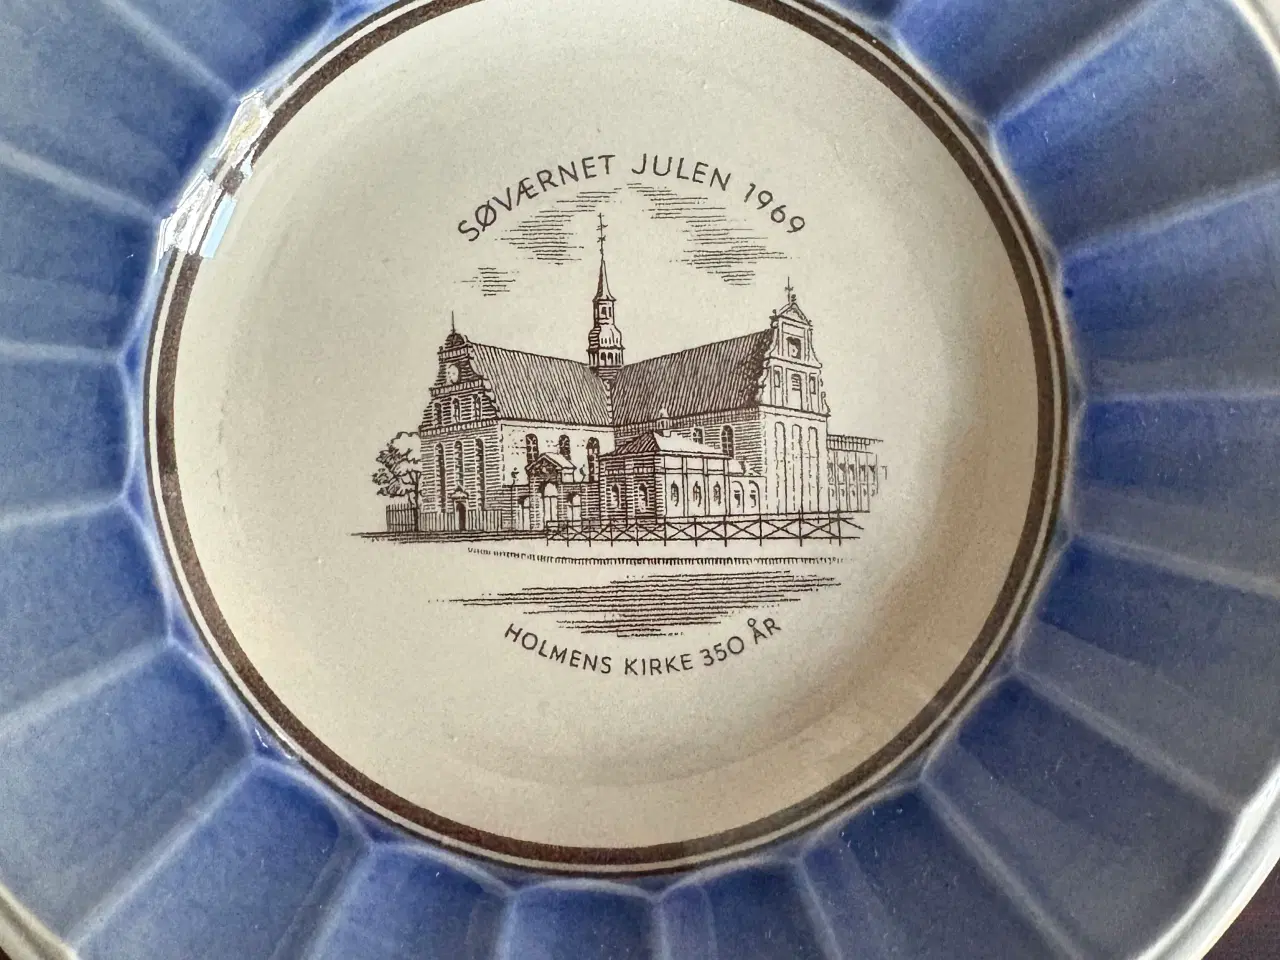 SØVÆRNET JULEN 1969
HOLMENS KIRKE 350 ÅR